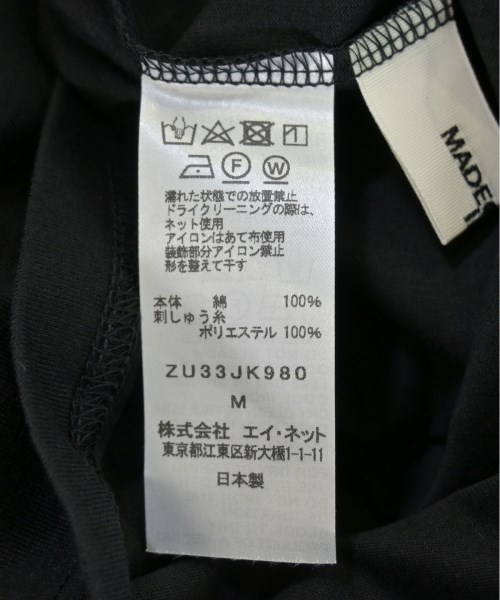 F W
濡れた状態での放置禁止
ドライクリーニングの際は、
ネット使用
アイロンはあて布使用
装飾部分アイロン禁止
形を整えて干す
本体 綿 100%
刺しゅう糸
ポリエステル 100%
ZU33JK980
M
株式会社 エイ・ネット
東京都江東区新大橋1-1-11
日本製
MADE